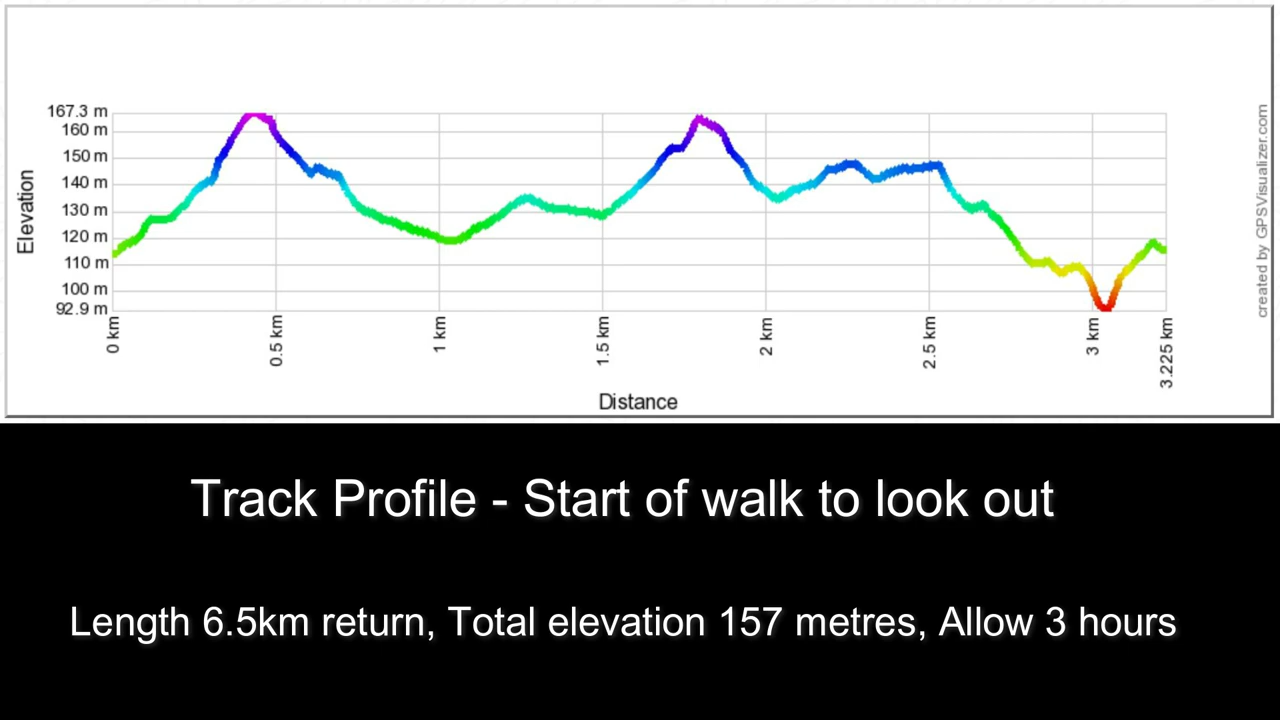 167.3 m
160 m
150 m
140 m
130 m
120 m
110 m
100 m
92.9 m
Elevation
0 km
0.5 km
1 km
1.5 km
2 km
2.5 km
3 km
3.225 km
Distance
created by GPSVisualizer.com
Track Profile - Start of walk to look out
Length 6.5km return, Total elevation 157 metres, Allow 3 hours